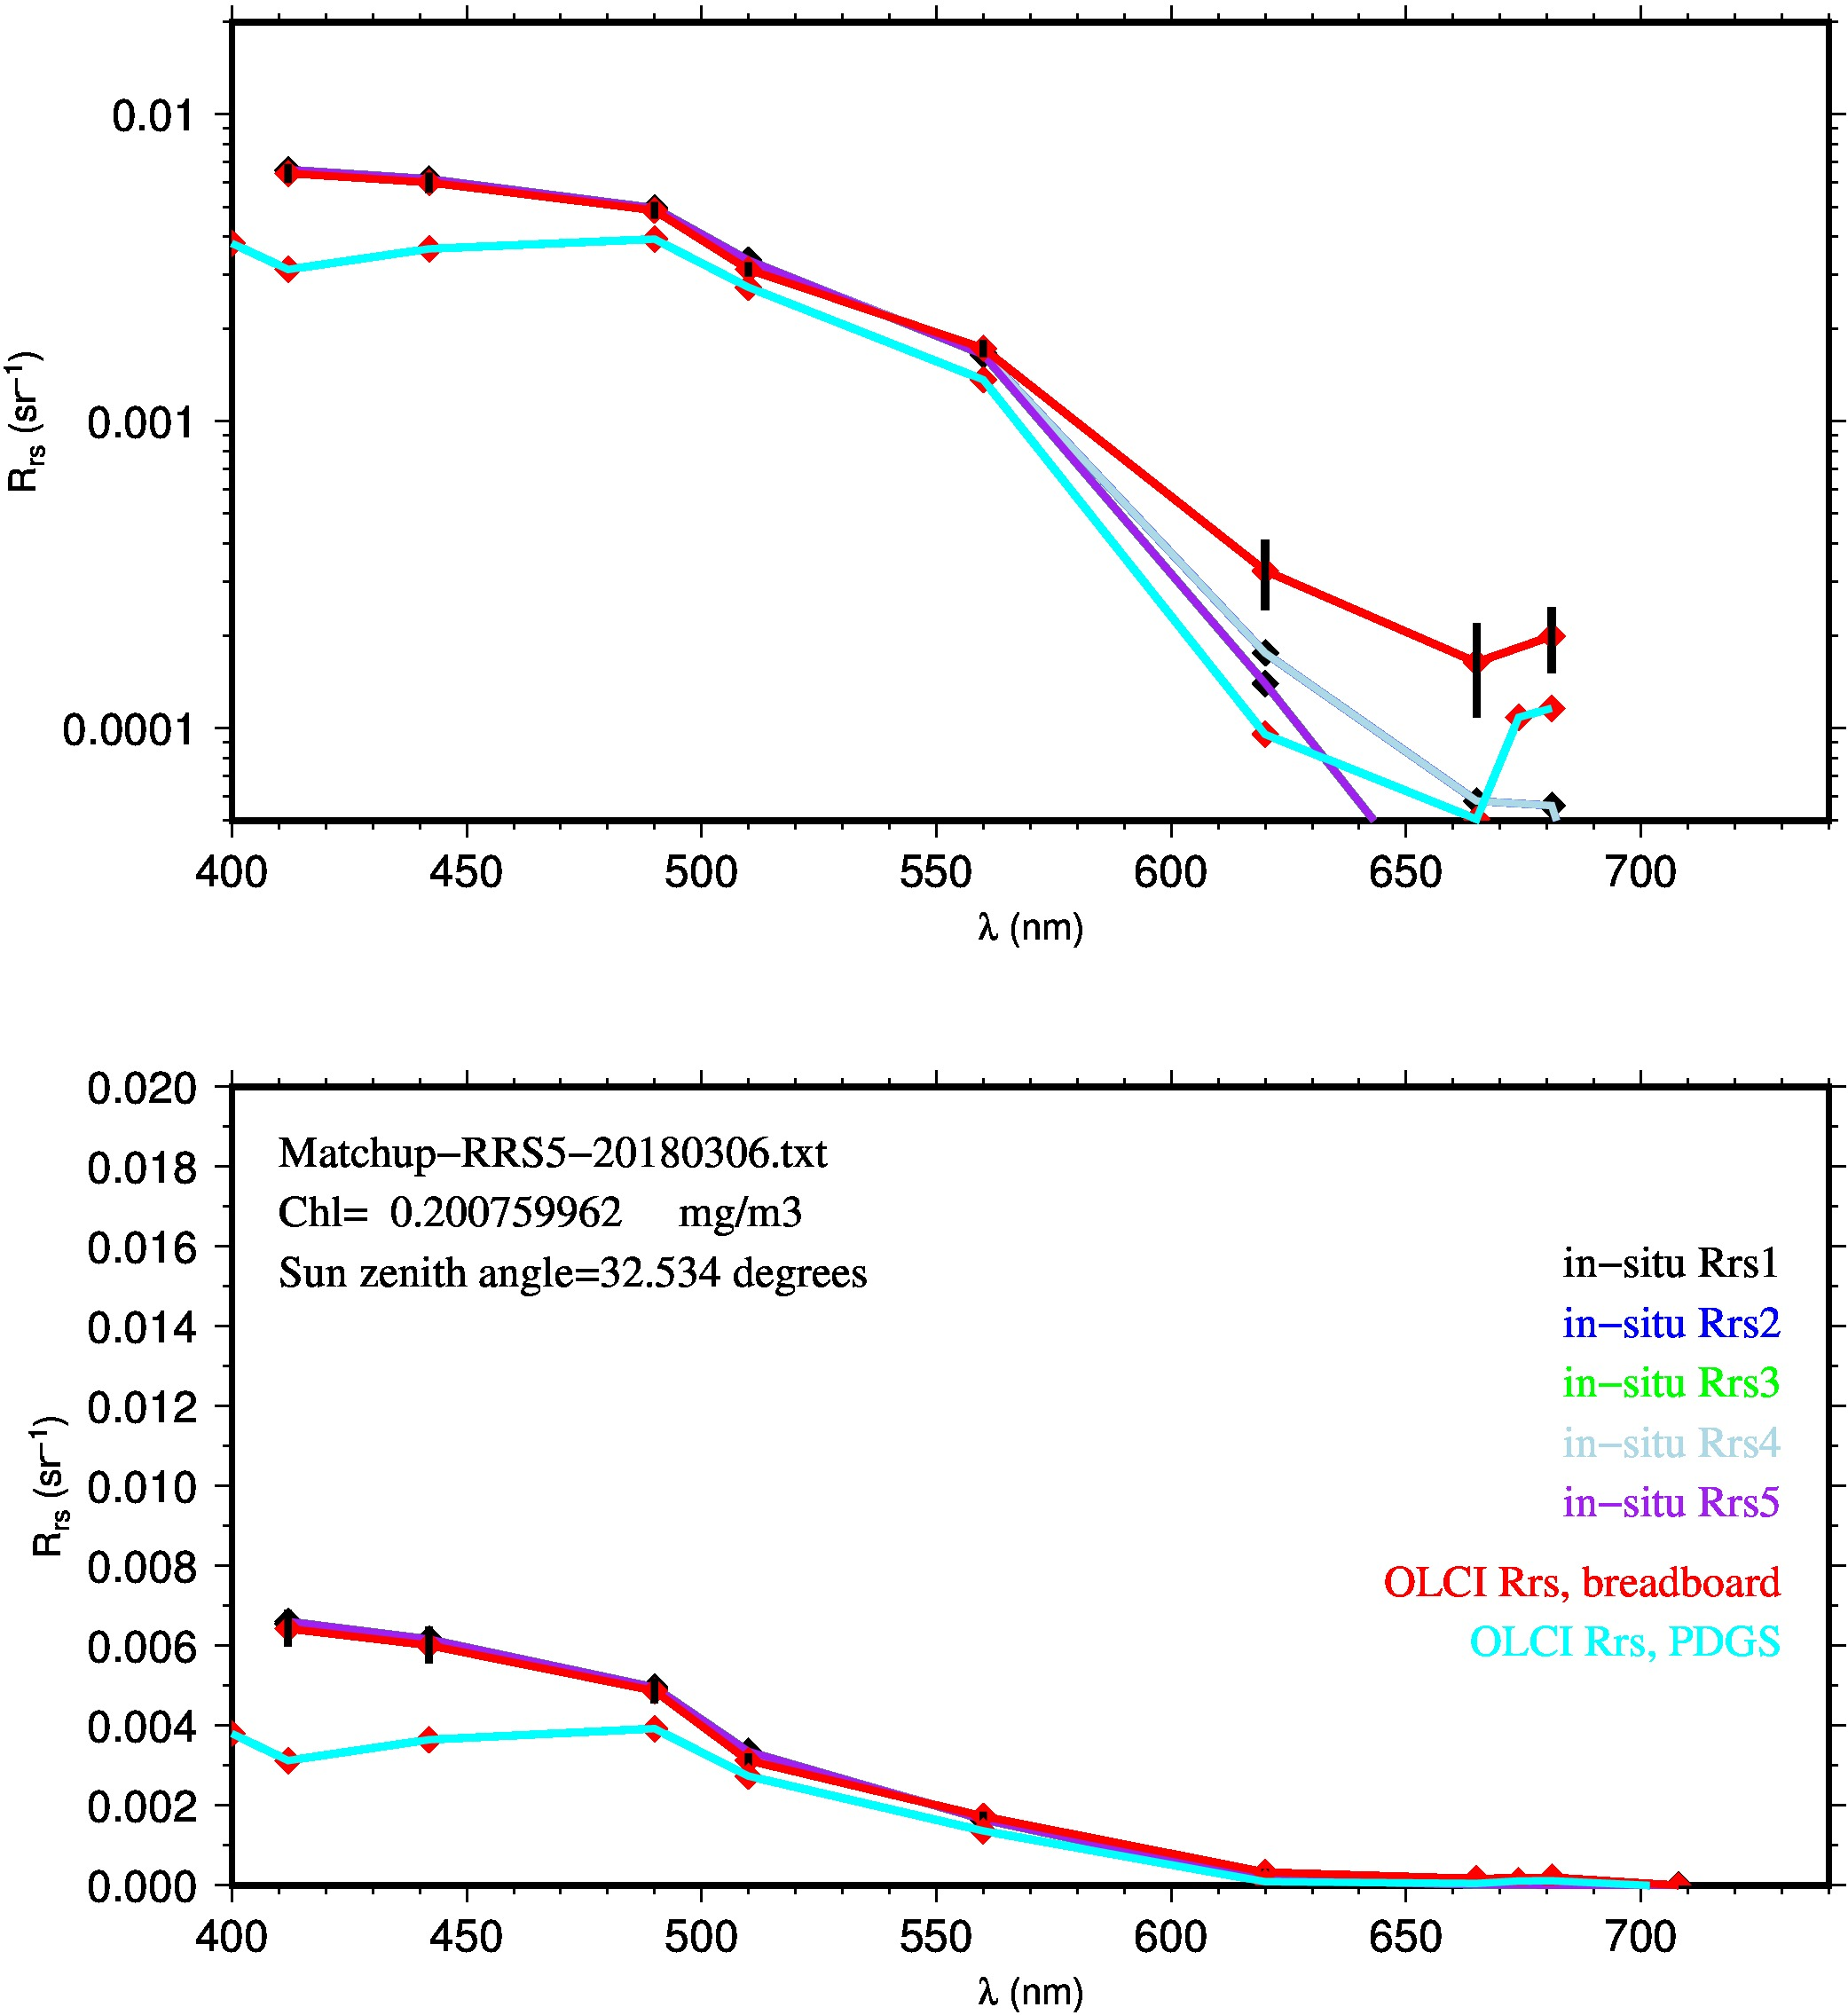 0.01
0.001
0.0001
Rrs (sr−1)
400 450 500 550 600 650 700
λ (nm)
0.020
0.018
0.016
0.014
0.012
0.010
0.008
0.006
0.004
0.002
0.000
Rrs (sr−1)
Matchup−RRS5−20180306.txt
Chl= 0.200759962 mg/m3
Sun zenith angle=32.534 degrees
in−situ Rrs1
in−situ Rrs2
in−situ Rrs3
in−situ Rrs4
in−situ Rrs5
OLCI Rrs, breadboard
OLCI Rrs, PDGS
400 450 500 550 600 650 700
λ (nm)